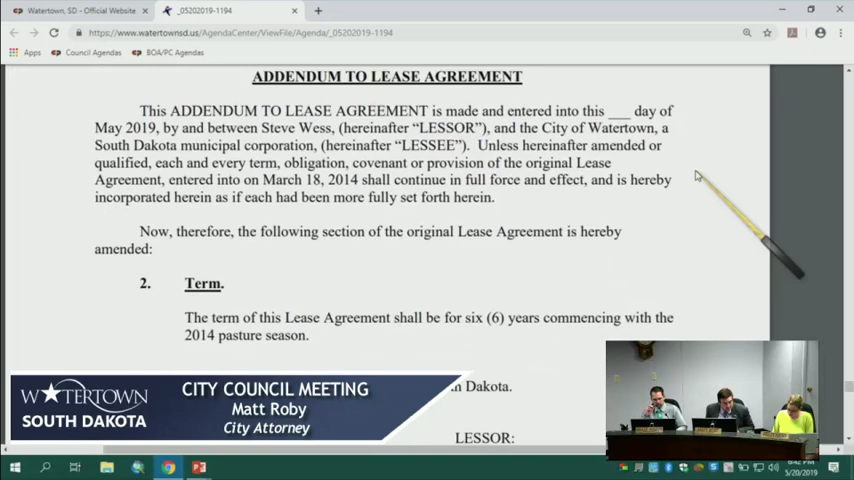 Watertown, SD - Official Website
_05202019-1194
https://www.watertownsd.us/AgendaCenter/ViewFile/Agenda/_05202019-1194
Apps
Council Agendas
BOA/PC Agendas
ADDENDUM TO LEASE AGREEMENT
This ADDENDUM TO LEASE AGREEMENT is made and entered into this ___ day of
May 2019, by and between Steve Wess, (hereinafter “LESSOR”), and the City of Watertown, a
South Dakota municipal corporation, (hereinafter “LESSEE”). Unless hereinafter amended or
qualified, each and every term, obligation, covenant or provision of the original Lease
Agreement, entered into on March 18, 2014 shall continue in full force and effect, and is hereby
incorporated herein as if each had been more fully set forth herein.
Now, therefore, the following section of the original Lease Agreement is hereby
amended:
2. Term.
The term of this Lease Agreement shall be for six (6) years commencing with the
2014 pasture season.
th Dakota.
LESSOR:
WATERTOWN
SOUTH DAKOTA
CITY COUNCIL MEETING
Matt Roby
City Attorney
5/20/2019